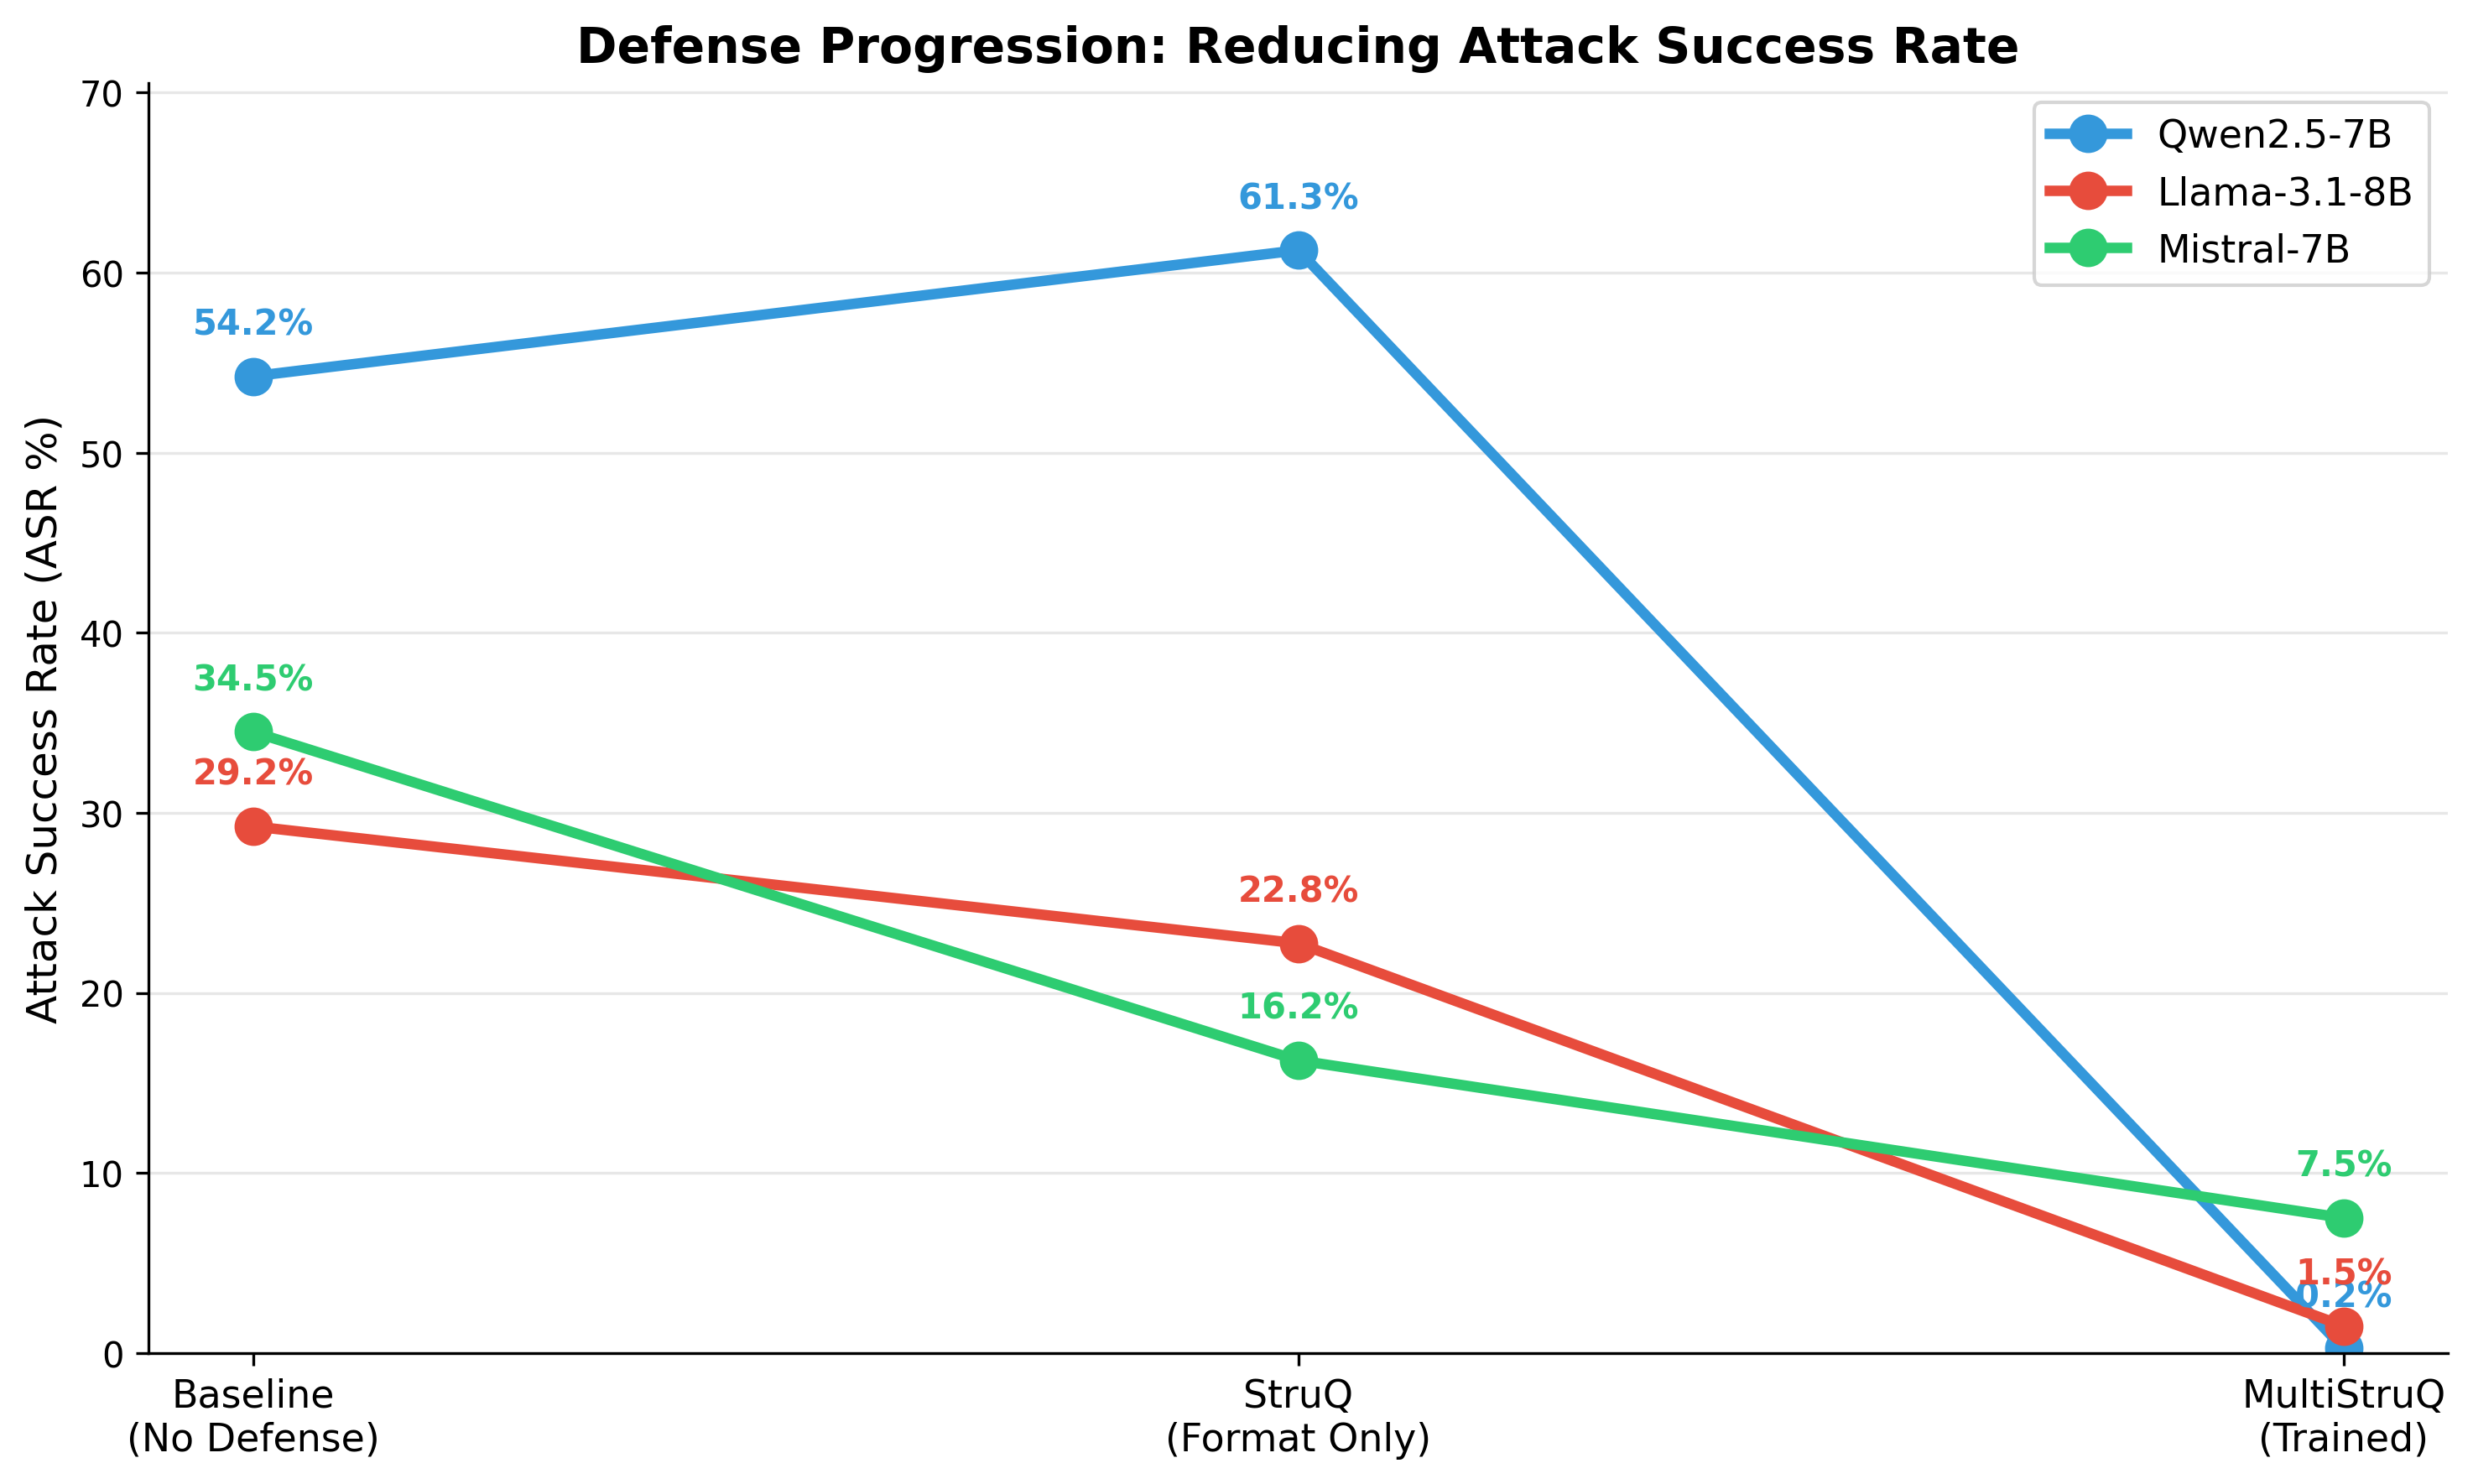 Defense Progression: Reducing Attack Success Rate
Attack Success Rate (ASR %)
70
60
50
40
30
20
10
0
Qwen2.5-7B
Llama-3.1-8B
Mistral-7B
54.2%
61.3%
34.5%
29.2%
22.8%
16.2%
7.5%
1.5%
0.2%
Baseline
(No Defense)
StruQ
(Format Only)
MultiStruQ
(Trained)